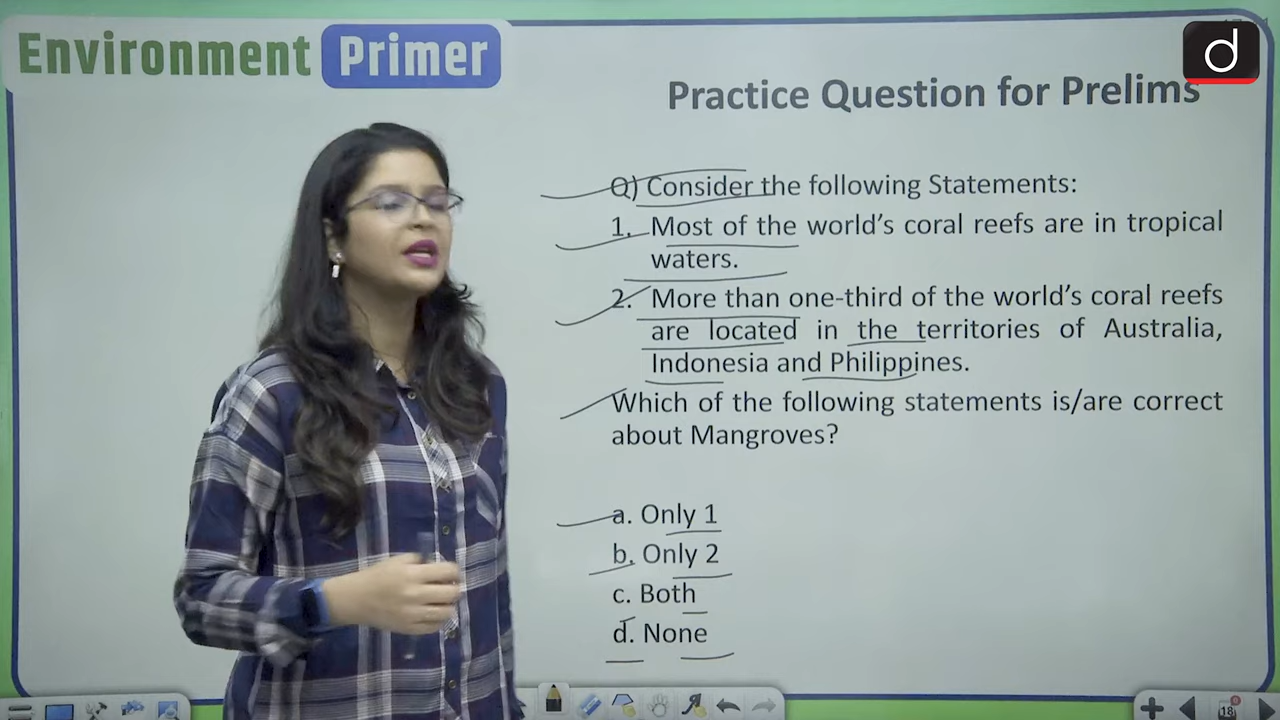 Environment Primer
d
Practice Question for Prelims
Q) Consider the following Statements:
1. Most of the world's coral reefs are in tropical
waters.
2. More than one-third of the world's coral reefs
are located in the territories of Australia,
Indonesia and Philippines.
Which of the following statements is/are correct
about Mangroves?
a. Only 1
b. Only 2
c. Both
d. None
18